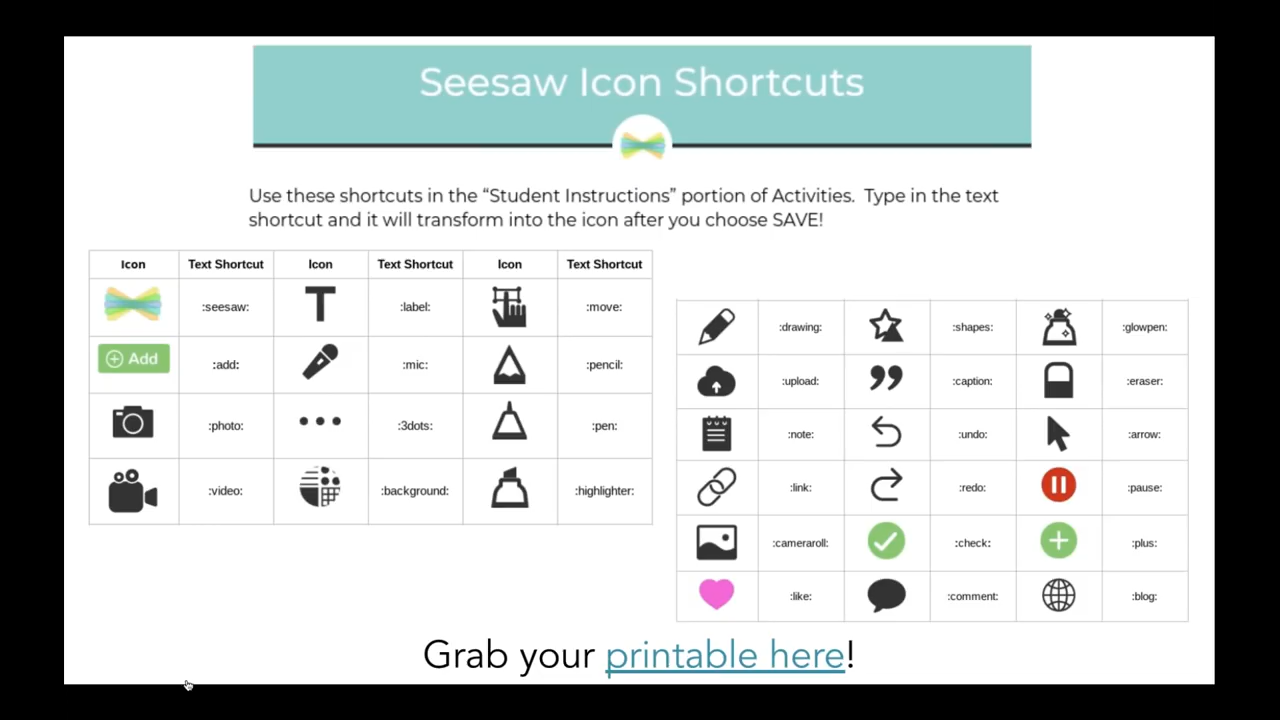 Seesaw Icon Shortcuts
Use these shortcuts in the “Student Instructions” portion of Activities.  Type in the text
shortcut and it will transform into the icon after you choose SAVE!
Icon Text Shortcut Icon Text Shortcut Icon Text Shortcut
:seesaw: T :label: :move:
Add :add: :mic: :pencil:
:photo: :3dots: :pen:
:video: :background: :highlighter:
:drawing: :shapes: :glowpen:
:upload: :caption: :eraser:
:note: :undo: :arrow:
:link: :redo: :pause:
:cameraroll: :check: :plus:
:like: :comment: :blog:
Grab your printable here!